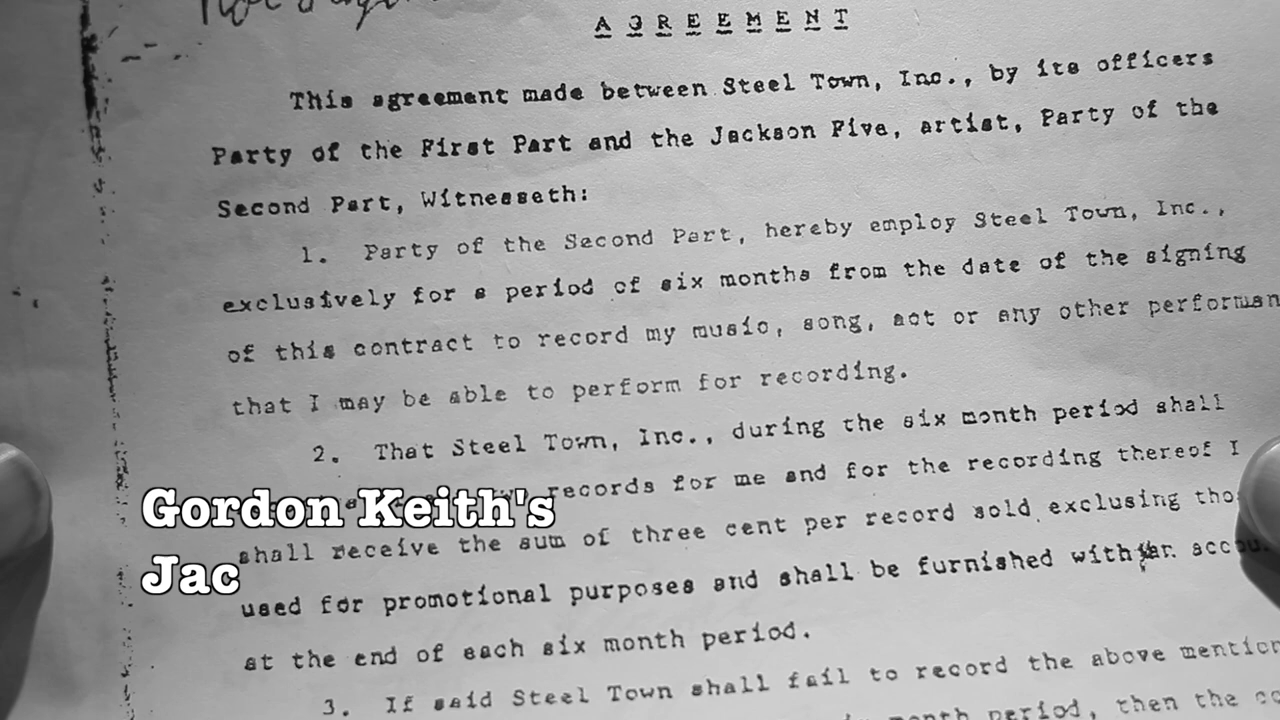 A G R E E M E N T
This agreement made between Steel Town, Inc., by its officers
Party of the First Part and the Jackson Five, artist, Party of the
Second Part, Witnesseth:
1. Party of the Second Part, hereby employ Steel Town, Inc.,
exclusively for a period of six months from the date of the signing
of this contract to record my music, song, act or any other performan
that I may be able to perform for recording.
2. That Steel Town, Inc., during the six month period shall
records for me and for the recording thereof I
Gordon Keith's
shall receive the sum of three cent per record sold exclusing tho
Jac
used for promotional purposes and shall be furnished with an accou
at the end of each six month period.
3. If said Steel Town shall fail to record the above mention
month period, then the co